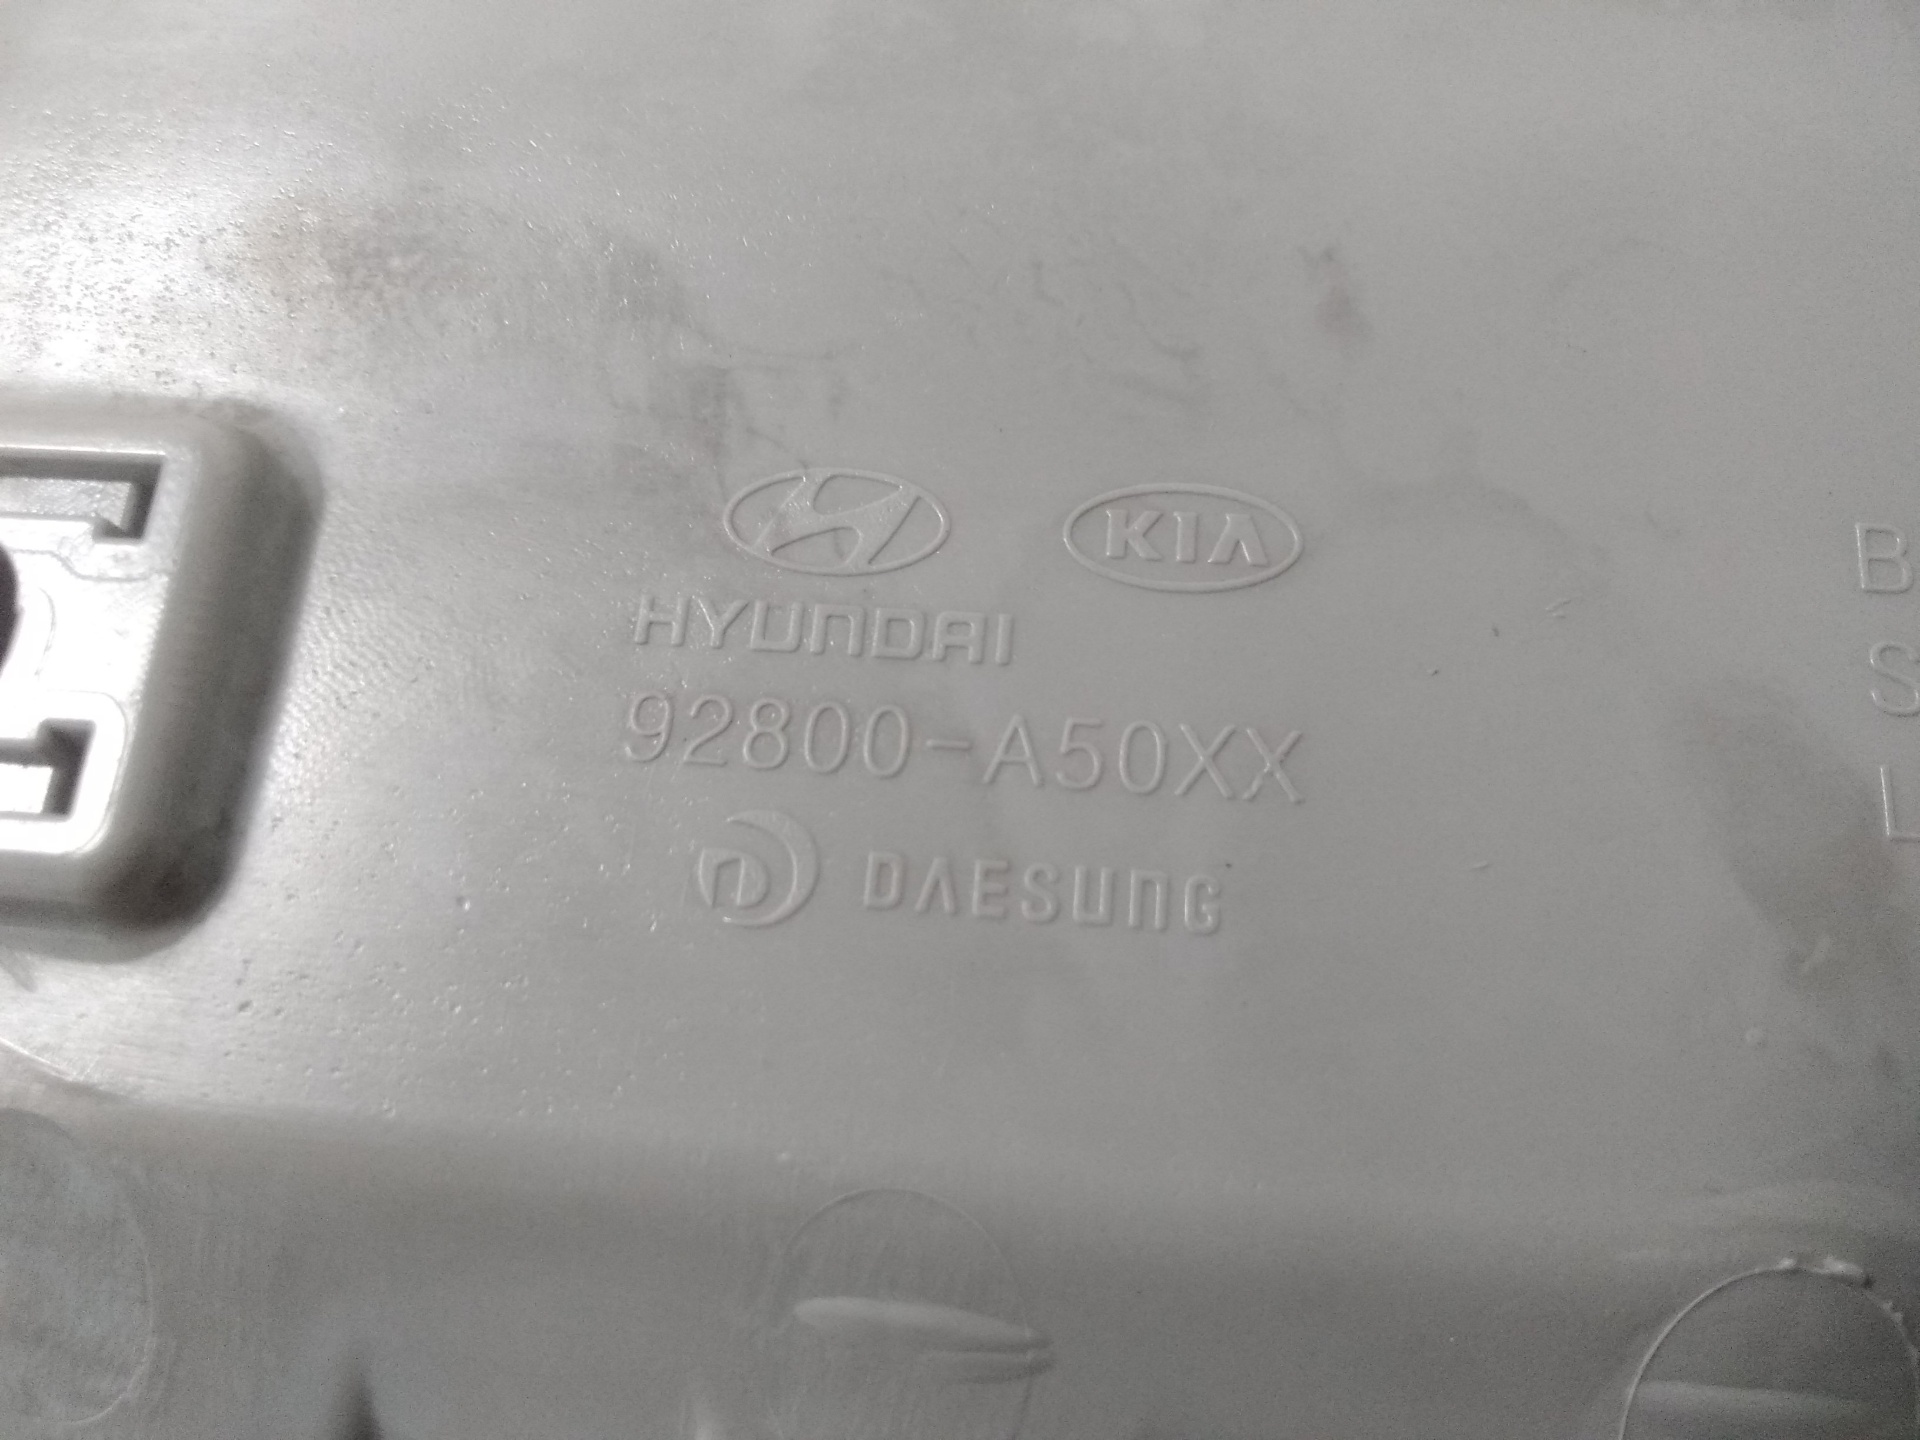 KIA
HYUNDAI
92800-A50XX
DAESUNG
B
S
L